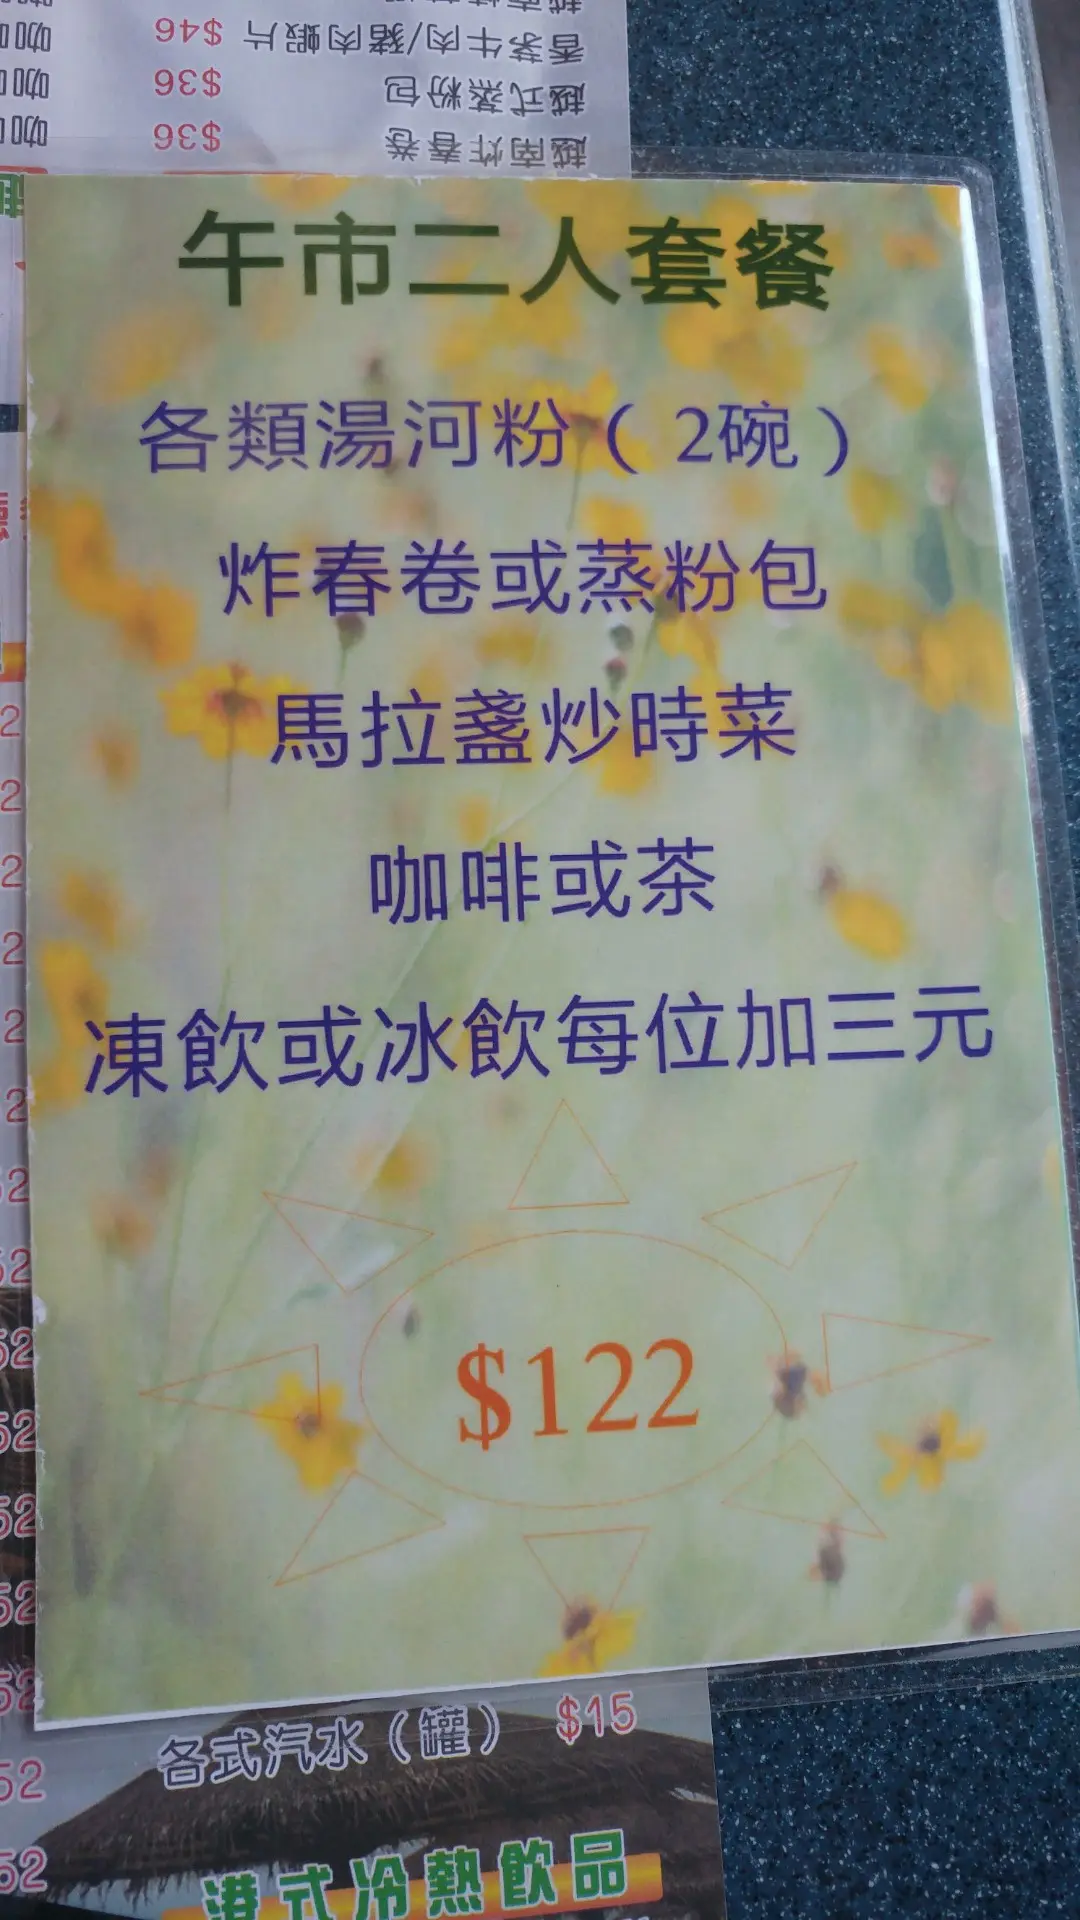 香茅牛肉/豬肉蝦片 $46
越式蒸粉包 $36
越南炸春卷 $36
午市二人套餐
各類湯河粉（2碗）
炸春卷或蒸粉包
馬拉盞炒時菜
咖啡或茶
凍飲或冰飲每位加三元
$122
各式汽水（罐） $15
港式冷熱飲品